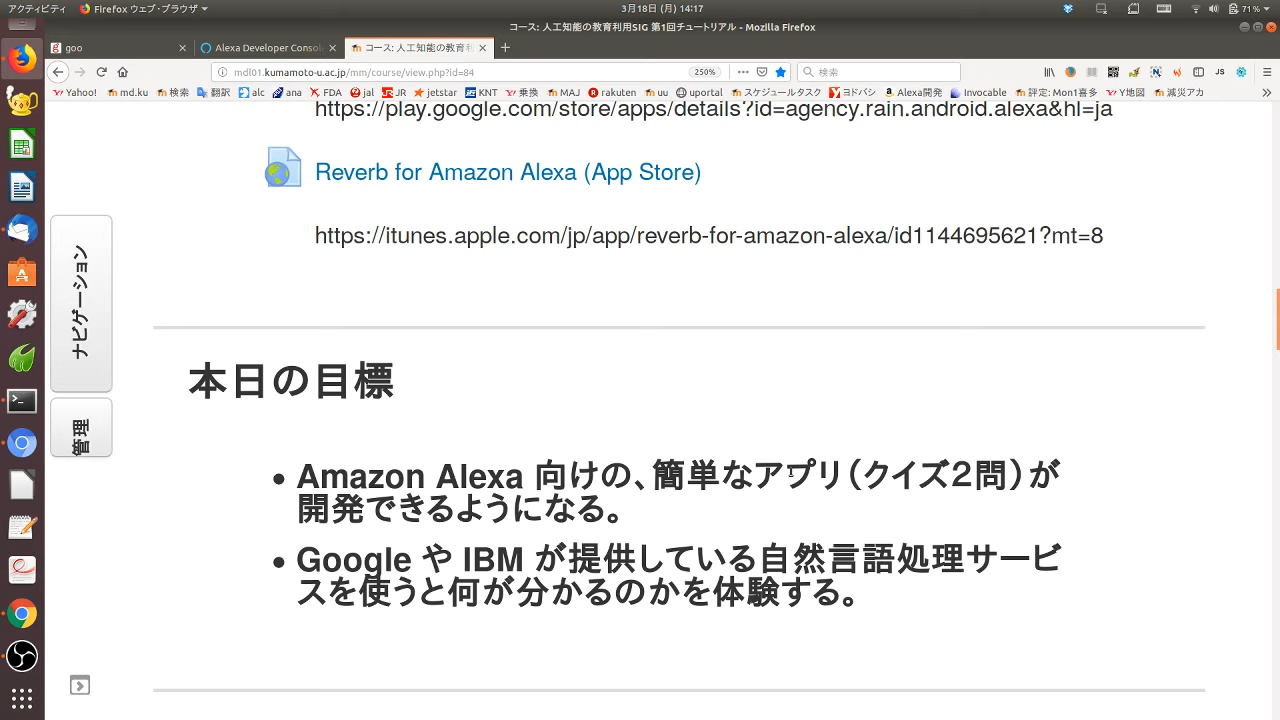 アクティビティ
Firefox ウェブ・ブラウザ
3月18日 (月) 14:17
71%
コース: 人工知能の教育利用SIG 第1回チュートリアル - Mozilla Firefox
goo
Alexa Developer Consol
コース: 人工知能の教育利
mdl01.kumamoto-u.ac.jp/mm/course/view.php?id=84
250%
検索
Yahoo! md.ku 検索 翻訳 alc ana FDA jal JR jetstar KNT 乗換 MAJ rakuten uu uportal スケジュールタスク ヨドバシ Alexa開発 Invocable 評定: Mon1喜多 Y地図 減災アカ
https://play.google.com/store/apps/details?id=agency.rain.android.alexa&hl=ja
Reverb for Amazon Alexa (App Store)
https://itunes.apple.com/jp/app/reverb-for-amazon-alexa/id1144695621?mt=8
ナビゲーション
管理
本日の目標
• Amazon Alexa 向けの、簡単なアプリ(クイズ2問)が
開発できるようになる。
• Google や IBM が提供している自然言語処理サービ
スを使うと何が分かるのかを体験する。